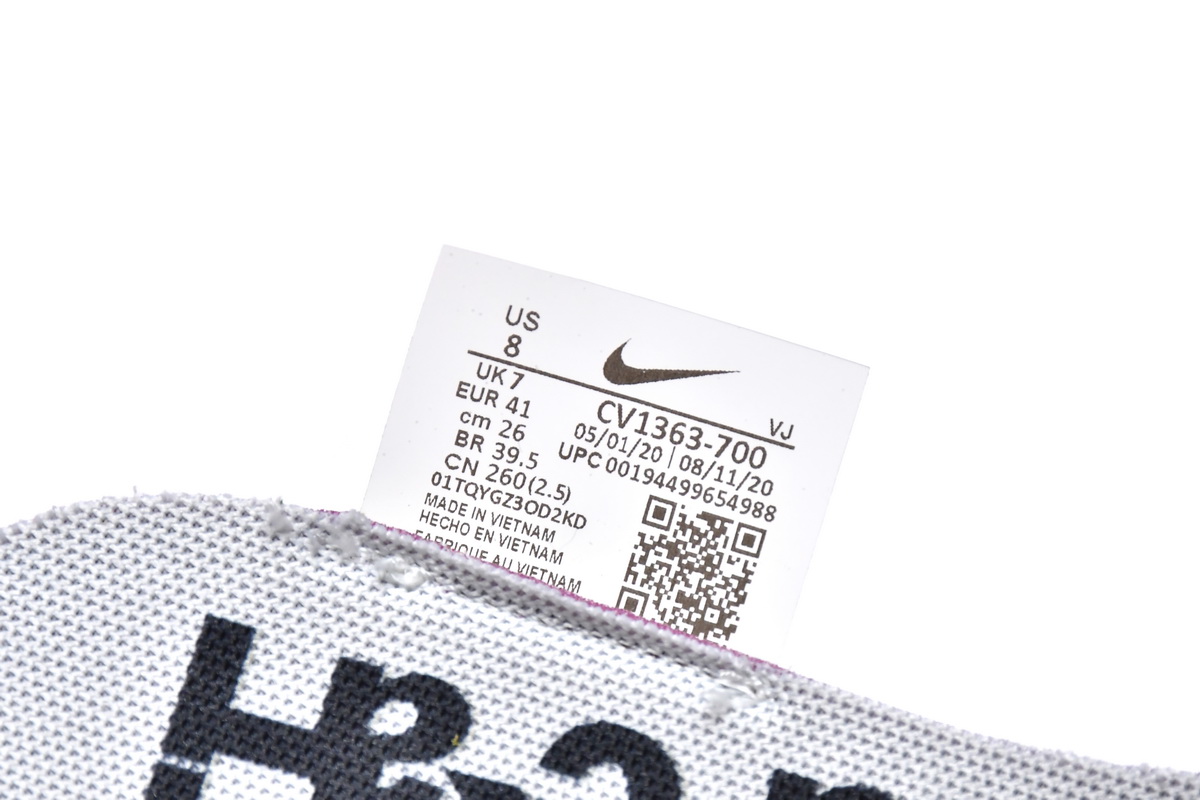 US
8
UK 7
EUR 41
cm 26
BR 39.5
CN 260(2.5)
01TQYGZ3OD2KD
MADE IN VIETNAM
HECHO EN VIETNAM
FABRIQUE AU VIETNAM
VJ
CV1363-700
05/01/20 | 08/11/20
UPC 00194499654988